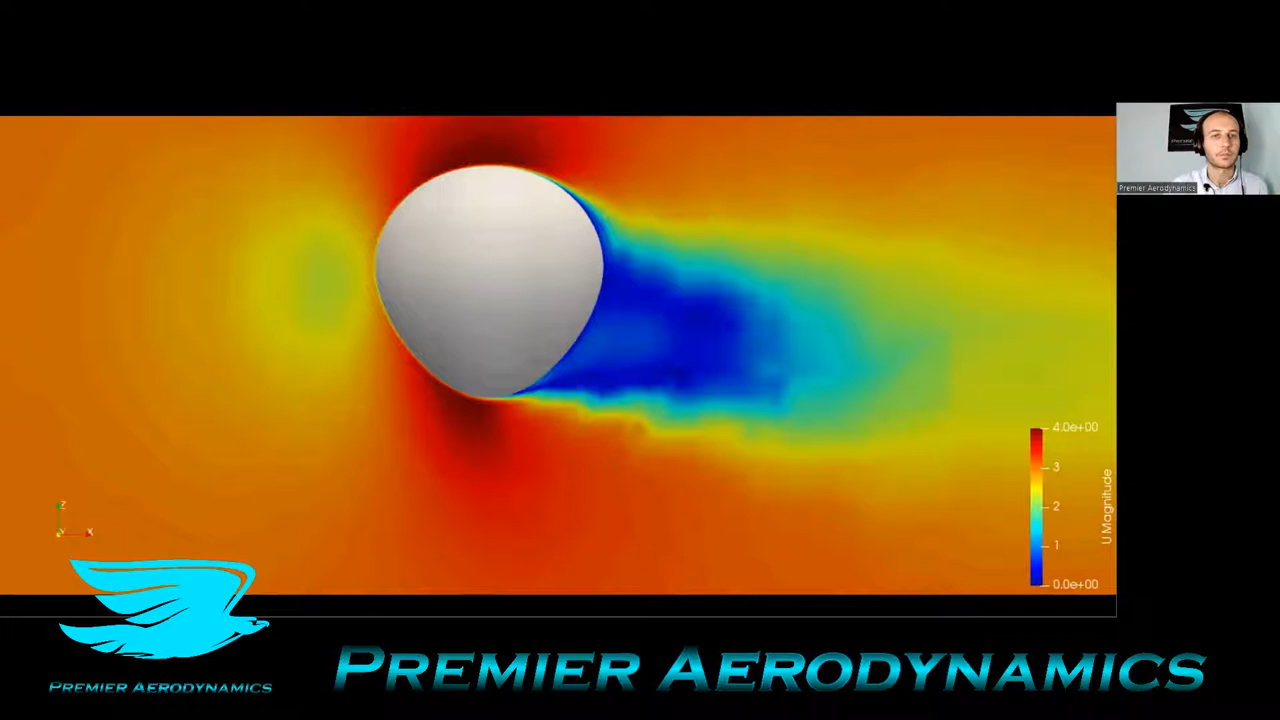 Premier Aerodynamics
4.0e+00
3
2
1
0.0e+00
U Magnitude
Z
Y
X
PREMIER AERODYNAMICS
PREMIER AERODYNAMICS